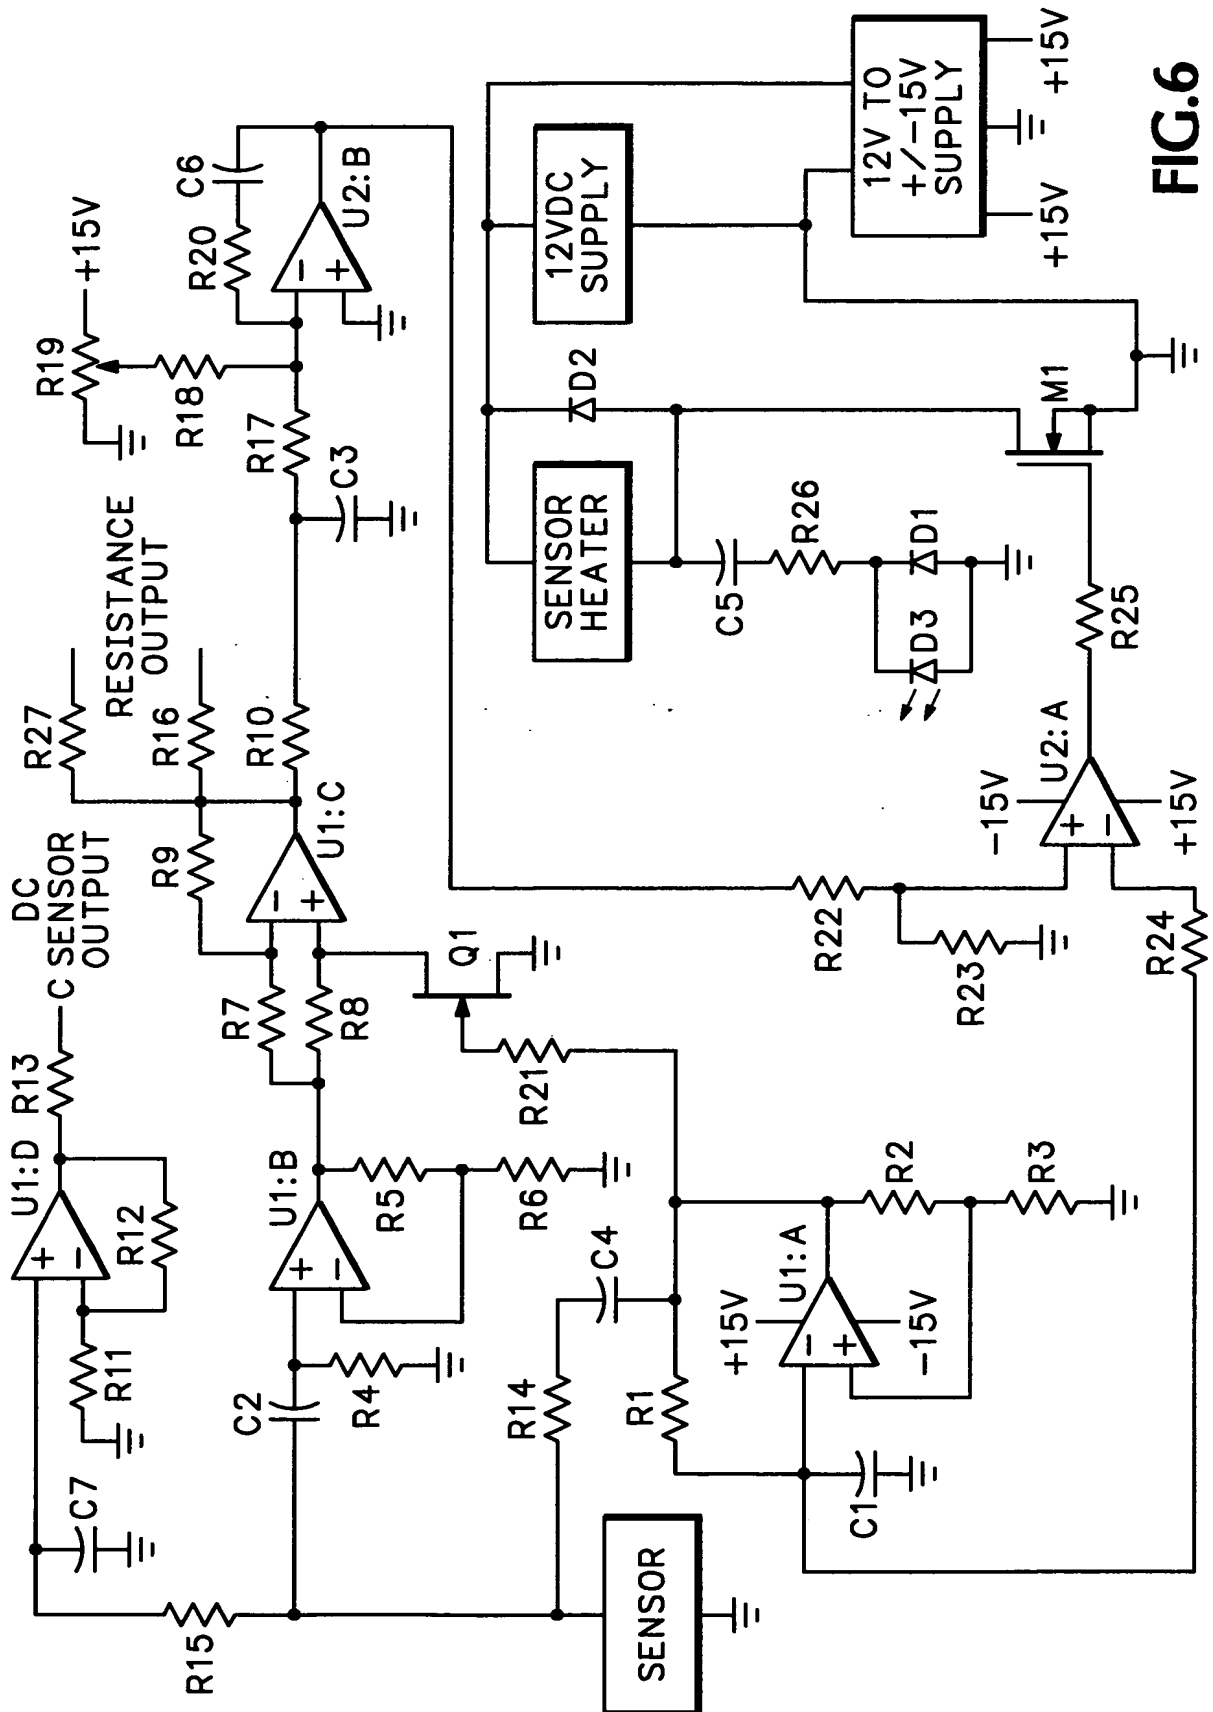 R19
+15V
C6
R20
U2:B
R18
R17
C3
RESISTANCE
OUTPUT
R27
R16
R10
DC
C SENSOR
OUTPUT
R9
U1:C
R13
U1:D
R12
R11
C7
R15
R7
R8
Q1
U1:B
R5
R6
C2
R4
R21
C4
R14
R1
+15V
U1:A
-15V
R2
R3
C1
SENSOR
12VDC
SUPPLY
12V TO
+/-15V
SUPPLY
+15V
+15V
D2
SENSOR
HEATER
C5
R26
D1
D3
M1
R25
U2:A
-15V
+15V
R22
R23
R24
+
−
+
−
−
+
−
+
−
+
+
−
FIG.6